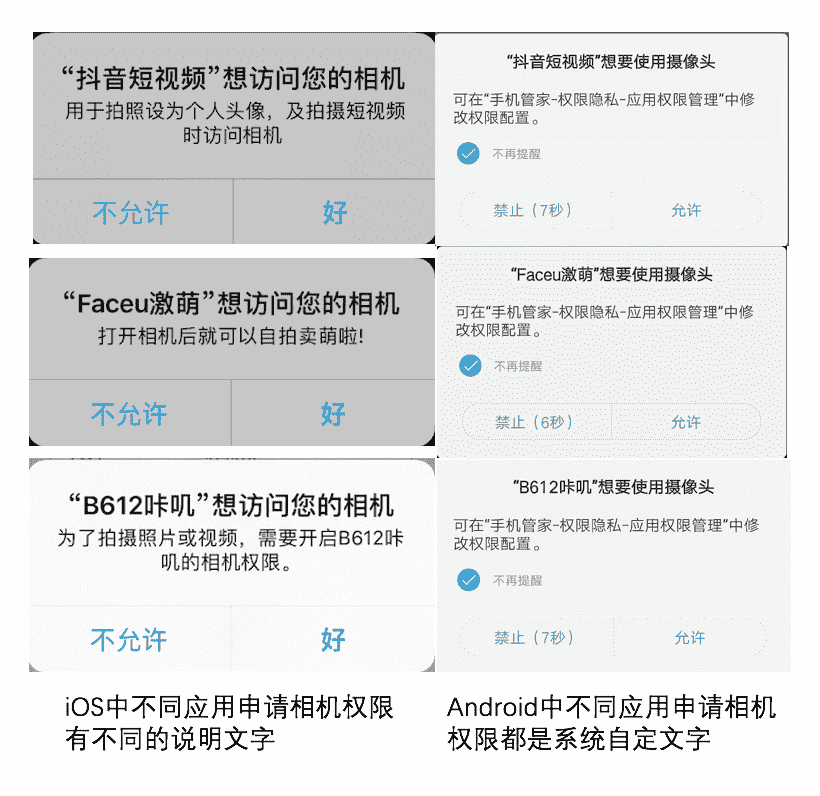 “抖音短视频”想访问您的相机
用于拍照设为个人头像，及拍摄短视频
时访问相机
不允许
好
“抖音短视频”想要使用摄像头
可在“手机管家-权限隐私-应用权限管理”中修
改权限配置。
不再提醒
禁止（7秒）
允许
“Faceu激萌”想访问您的相机
打开相机后就可以自拍卖萌啦!
不允许
好
“Faceu激萌”想要使用摄像头
可在“手机管家-权限隐私-应用权限管理”中修
改权限配置。
不再提醒
禁止（6秒）
允许
“B612咔叽”想访问您的相机
为了拍摄照片或视频，需要开启B612咔
叽的相机权限。
不允许
好
“B612咔叽”想要使用摄像头
可在“手机管家-权限隐私-应用权限管理”中修
改权限配置。
不再提醒
禁止（7秒）
允许
iOS中不同应用申请相机权限
有不同的说明文字
Android中不同应用申请相机
权限都是系统自定文字